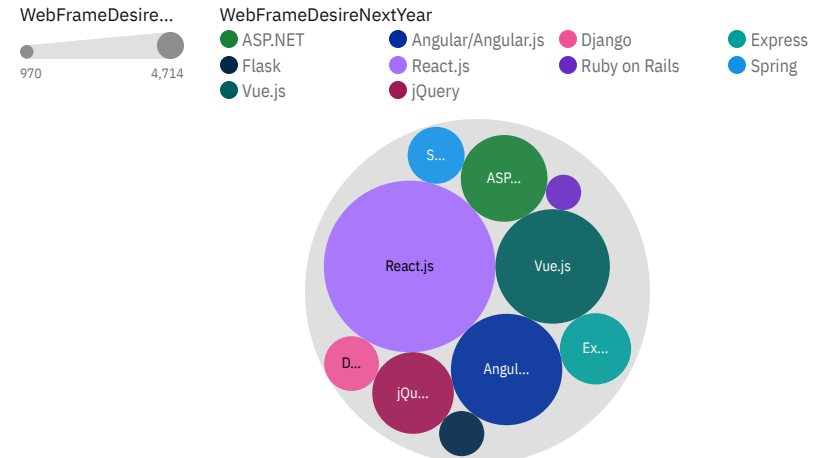 WebFrameDesire...
970
4,714
WebFrameDesireNextYear
ASP.NET
Angular/Angular.js
Django
Express
Flask
React.js
Ruby on Rails
Spring
Vue.js
jQuery
S...
ASP...
React.js
Vue.js
Ex...
D...
Angul...
jQu...